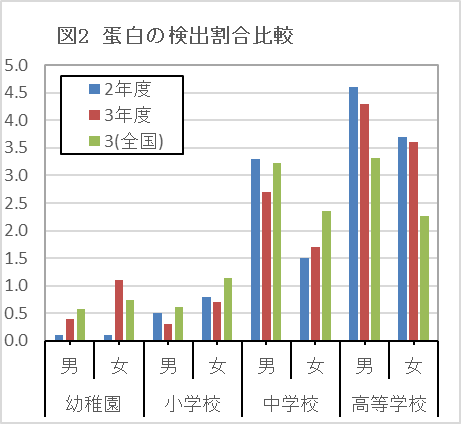 図2 蛋白の検出割合比較
5.0
4.5
4.0
3.5
3.0
2.5
2.0
1.5
1.0
0.5
0.0
2年度
3年度
3(全国)
男 女 男 女 男 女 男 女
幼稚園 小学校 中学校 高等学校